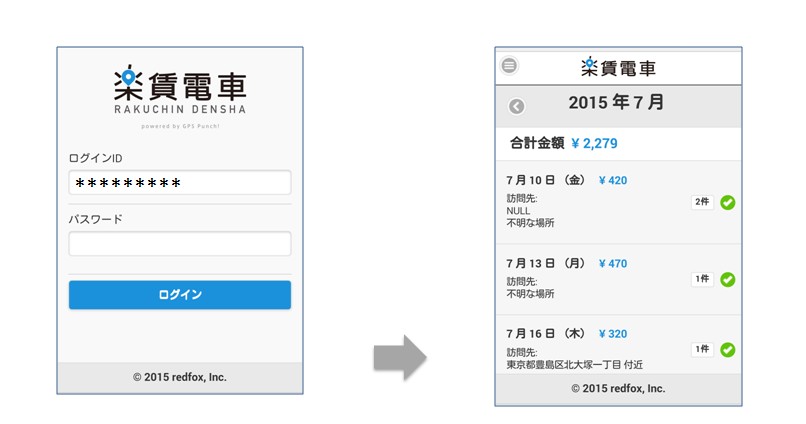 楽賃電車
RAKUCHIN DENSHA
powered by GPS Punch!
ログインID
*********
パスワード
ログイン
© 2015 redfox, Inc.
楽賃電車
2015 年 7 月
合計金額 ¥ 2,279
7 月 10 日 （金） ¥ 420
訪問先:
2件
NULL
不明な場所
7 月 13 日 （月） ¥ 470
訪問先:
1件
不明な場所
7 月 16 日 （木） ¥ 320
1件
訪問先:
東京都豊島区北大塚一丁目 付近
© 2015 redfox, Inc.